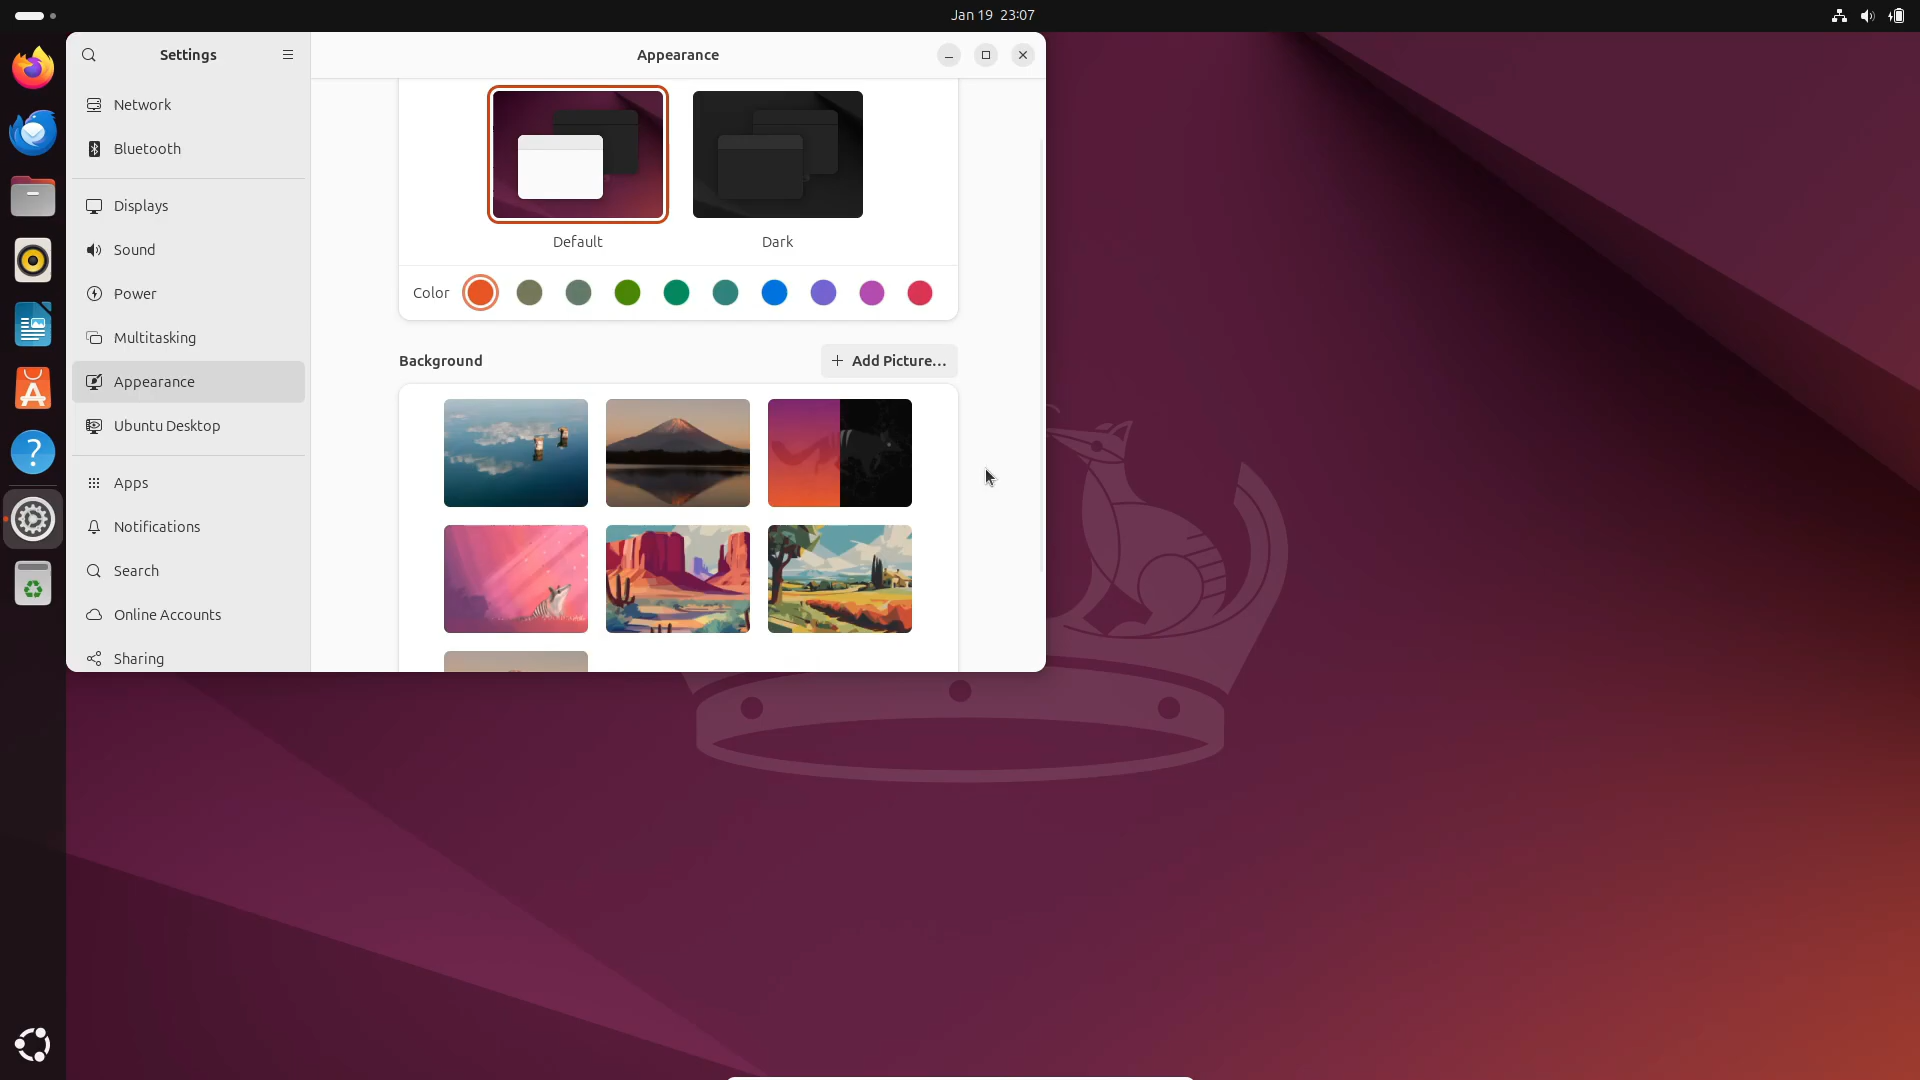 Jan 19 23:07
Settings
Appearance
Network
Bluetooth
Displays
Sound
Power
Multitasking
Appearance
Ubuntu Desktop
Apps
Notifications
Search
Online Accounts
Sharing
Default
Dark
Color
Background
+ Add Picture…